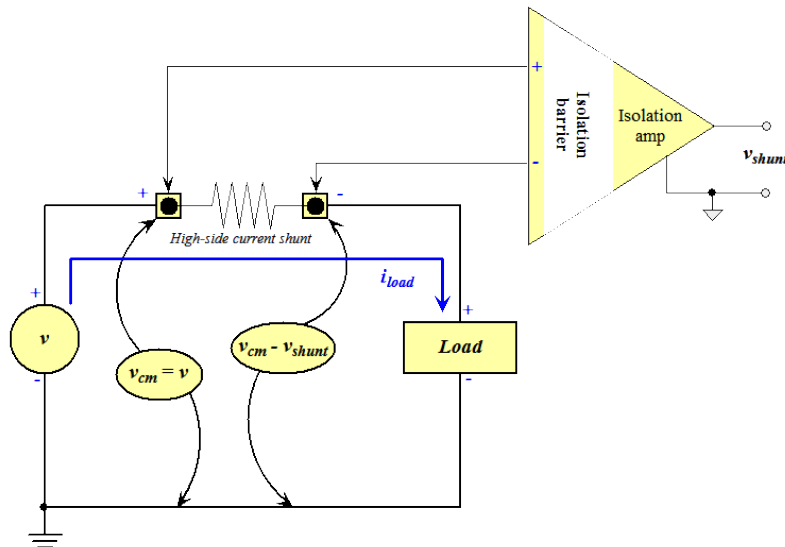 +
Isolation
barrier
Isolation
amp
-
v_shunt
+
-
High-side current shunt
i_load
+
v
-
v_cm = v
v_cm - v_shunt
+
Load
-